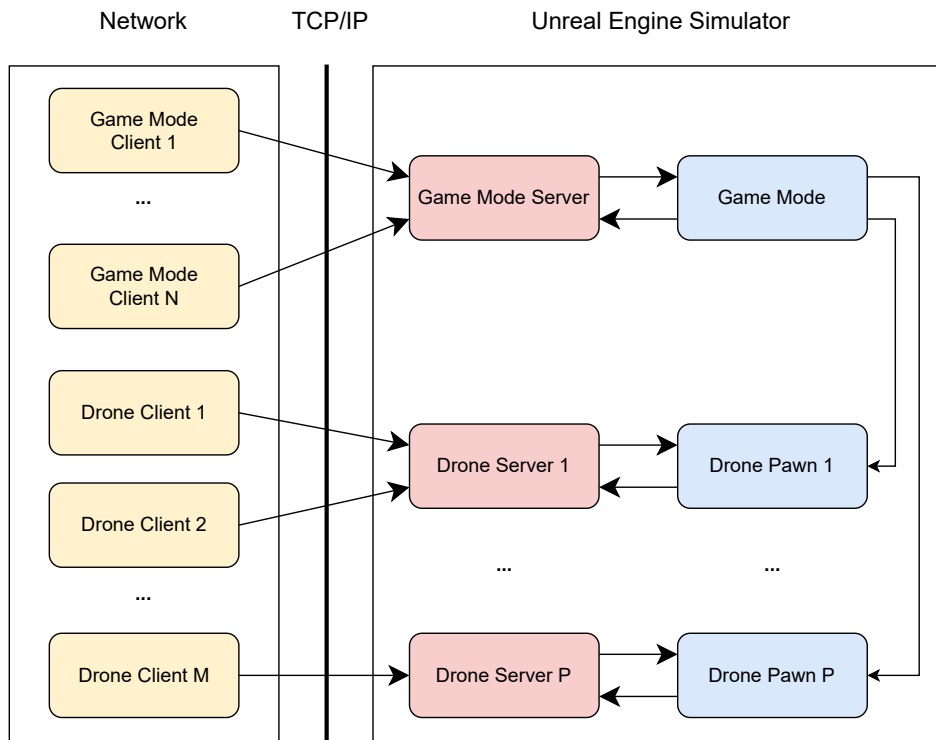 Network
TCP/IP
Unreal Engine Simulator
Game Mode
Client 1
...
Game Mode
Client N
Drone Client 1
Drone Client 2
...
Drone Client M
Game Mode Server
Game Mode
Drone Server 1
Drone Pawn 1
...
...
Drone Server P
Drone Pawn P